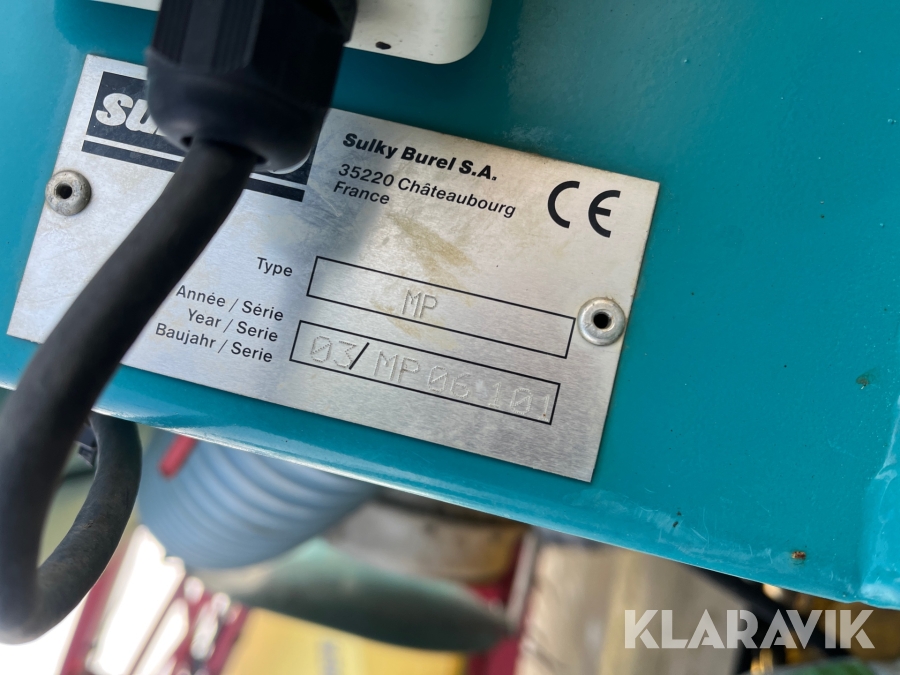 Sulky Burel S.A.
35220 Châteaubourg
France
CE
Type MP
Année / Série
Year / Serie
Baujahr / Serie
03/MP 06 101
KLARAVIK